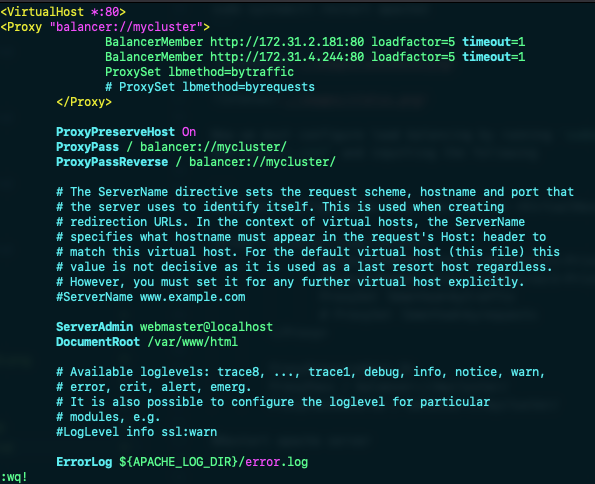 <VirtualHost *:80>
<Proxy "balancer://mycluster">
BalancerMember http://172.31.2.181:80 loadfactor=5 timeout=1
BalancerMember http://172.31.4.244:80 loadfactor=5 timeout=1
ProxySet lbmethod=bytraffic
# ProxySet lbmethod=byrequests
</Proxy>
ProxyPreserveHost On
ProxyPass / balancer://mycluster/
ProxyPassReverse / balancer://mycluster/
# The ServerName directive sets the request scheme, hostname and port that
# the server uses to identify itself. This is used when creating
# redirection URLs. In the context of virtual hosts, the ServerName
# specifies what hostname must appear in the request's Host: header to
# match this virtual host. For the default virtual host (this file) this
# value is not decisive as it is used as a last resort host regardless.
# However, you must set it for any further virtual host explicitly.
#ServerName www.example.com
ServerAdmin webmaster@localhost
DocumentRoot /var/www/html
# Available loglevels: trace8, ..., trace1, debug, info, notice, warn,
# error, crit, alert, emerg.
# It is also possible to configure the loglevel for particular
# modules, e.g.
#LogLevel info ssl:warn
ErrorLog ${APACHE_LOG_DIR}/error.log
:wq!